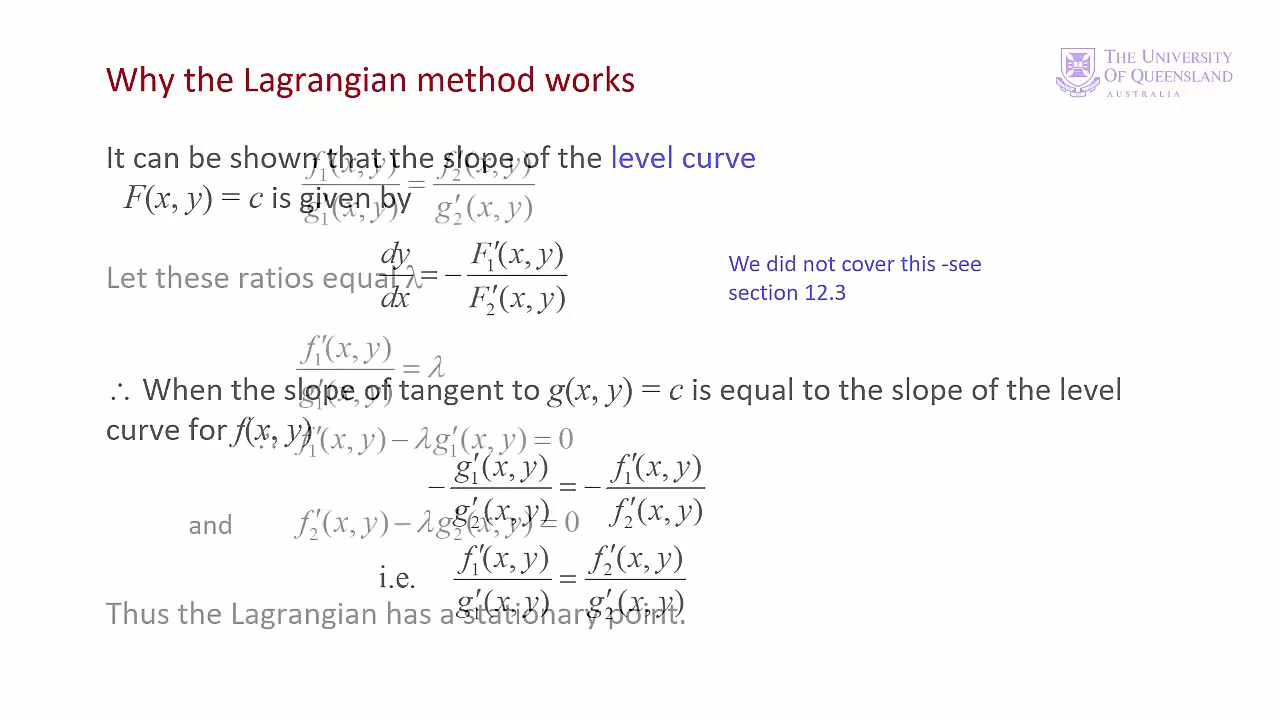 Why the Lagrangian method works
THE UNIVERSITY
OF QUEENSLAND
AUSTRALIA
It can be shown that the slope of the level curve
F(x, y) = c is given by
f₁′(x, y) / g₁′(x, y) = f₂′(x, y) / g₂′(x, y)
Let these ratios equal λ
dy/dx = − F₁′(x, y) / F₂′(x, y)
We did not cover this -see
section 12.3
f₁′(x, y) / g₁′(x, y) = λ
∴ When the slope of tangent to g(x, y) = c is equal to the slope of the level
curve for f(x, y)
∴ f₁′(x, y) − λg₁′(x, y) = 0
− g₁′(x, y) / g₂′(x, y) = − f₁′(x, y) / f₂′(x, y)
and f₂′(x, y) − λg₂′(x, y) = 0
i.e. f₁′(x, y) / g₁′(x, y) = f₂′(x, y) / g₂′(x, y)
Thus the Lagrangian has a stationary point.